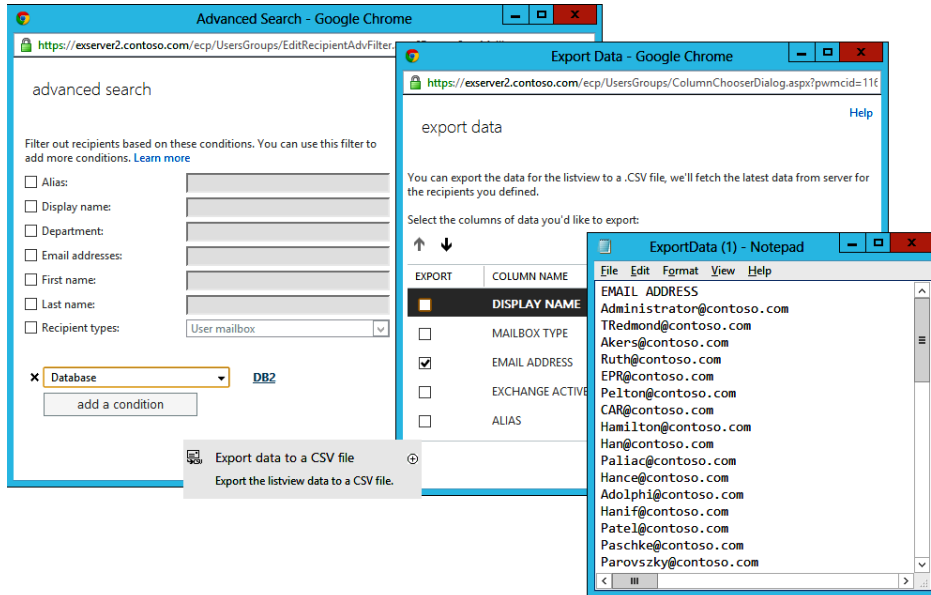 Advanced Search - Google Chrome
https://exserver2.contoso.com/ecp/UsersGroups/EditRecipientAdvFilter.
advanced search
Filter out recipients based on these conditions. You can use this filter to
add more conditions. Learn more
Alias:
Display name:
Department:
Email addresses:
First name:
Last name:
Recipient types:
User mailbox
Database
DB2
add a condition
Export data to a CSV file
Export the listview data to a CSV file.
Export Data - Google Chrome
https://exserver2.contoso.com/ecp/UsersGroups/ColumnChooserDialog.aspx?pwmcid=116
Help
export data
You can export the data for the listview to a .CSV file, we'll fetch the latest data from server for
the recipients you defined.
Select the columns of data you'd like to export:
EXPORT COLUMN NAME
DISPLAY NAME
MAILBOX TYPE
EMAIL ADDRESS
EXCHANGE ACTIVE
ALIAS
ExportData (1) - Notepad
File Edit Format View Help
EMAIL ADDRESS
Administrator@contoso.com
TRedmond@contoso.com
Akers@contoso.com
Ruth@contoso.com
EPR@contoso.com
Pelton@contoso.com
CAR@contoso.com
Hamilton@contoso.com
Han@contoso.com
Paliac@contoso.com
Hance@contoso.com
Adolphi@contoso.com
Hanif@contoso.com
Patel@contoso.com
Paschke@contoso.com
Parovszky@contoso.com